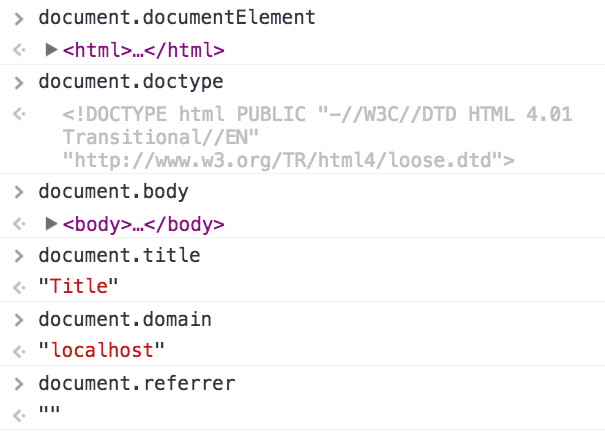 document.documentElement
<html>…</html>
document.doctype
<!DOCTYPE html PUBLIC "-//W3C//DTD HTML 4.01
Transitional//EN"
"http://www.w3.org/TR/html4/loose.dtd">
document.body
<body>…</body>
document.title
"Title"
document.domain
"localhost"
document.referrer
""